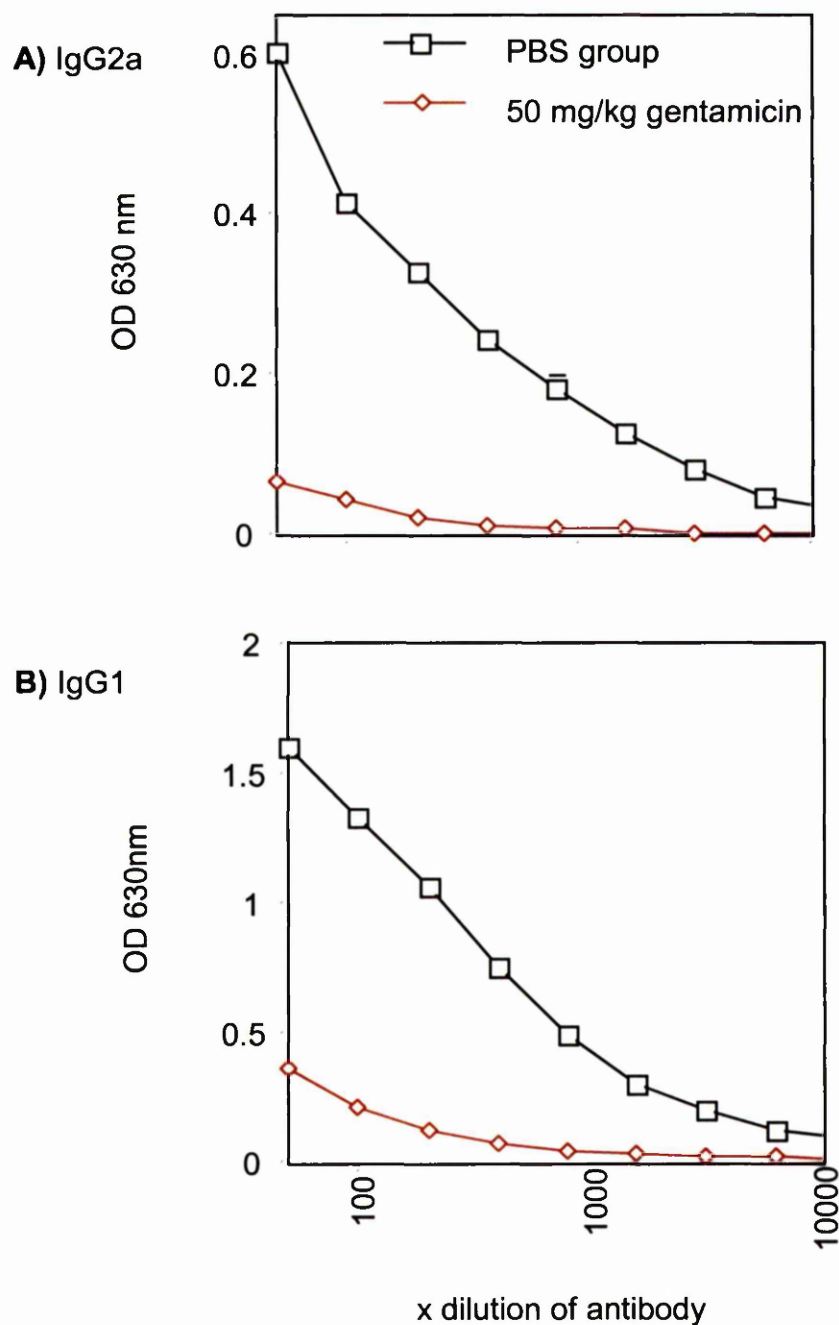 A) IgG2a
PBS group
50 mg/kg gentamicin
OD 630 nm
0.6
0.4
0.2
0
B) IgG1
OD 630nm
2
1.5
1
0.5
0
100
1000
10000
x dilution of antibody